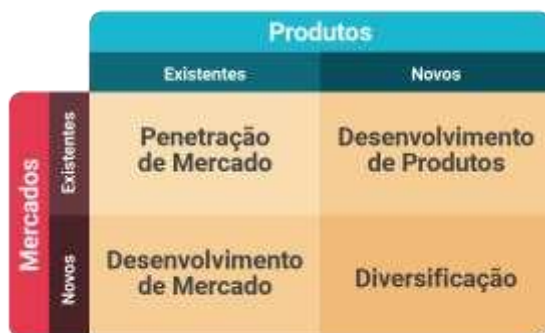 Produtos
Existentes
Novos
Mercados
Existentes
Penetração
de Mercado
Desenvolvimento
de Produtos
Novos
Desenvolvimento
de Mercado
Diversificação